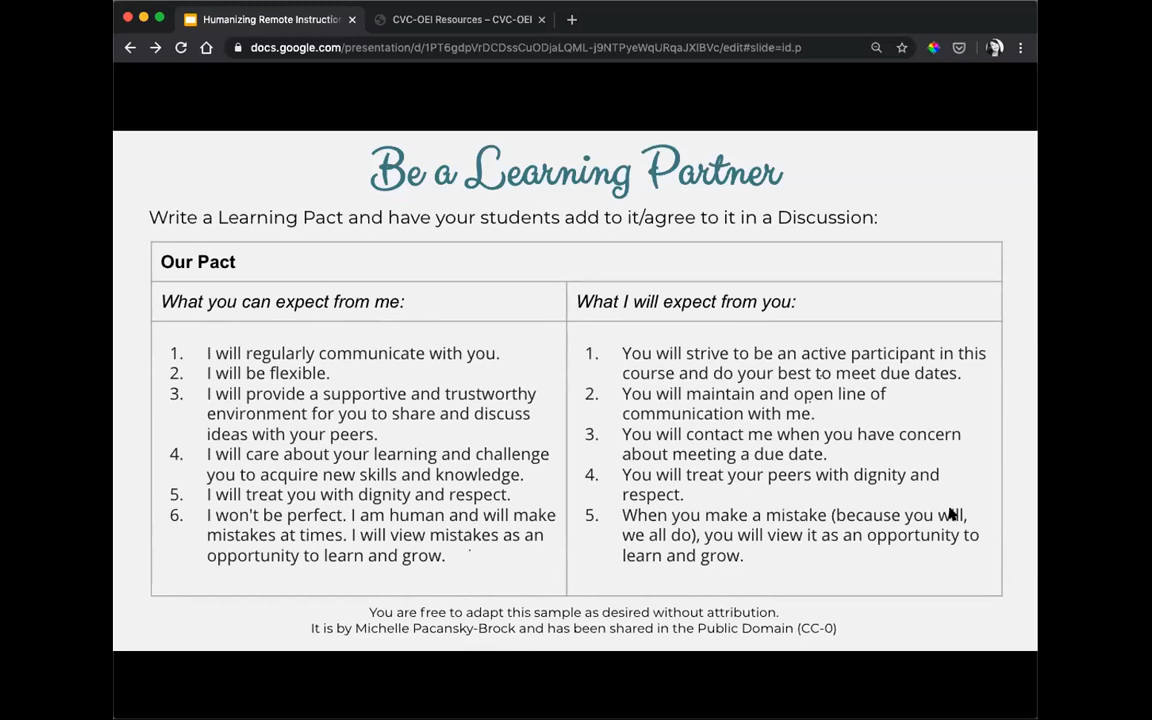 Humanizing Remote Instruction
CVC-OEI Resources – CVC-OEI
docs.google.com/presentation/d/1PT6gdpVrDCDssCuODjaLQML-j9NTPyeWqURqaJXlBVc/edit#slide=id.p
Be a Learning Partner
Write a Learning Pact and have your students add to it/agree to it in a Discussion:
Our Pact
What you can expect from me:
1. I will regularly communicate with you.
2. I will be flexible.
3. I will provide a supportive and trustworthy
environment for you to share and discuss
ideas with your peers.
4. I will care about your learning and challenge
you to acquire new skills and knowledge.
5. I will treat you with dignity and respect.
6. I won't be perfect. I am human and will make
mistakes at times. I will view mistakes as an
opportunity to learn and grow.
What I will expect from you:
1. You will strive to be an active participant in this
course and do your best to meet due dates.
2. You will maintain and open line of
communication with me.
3. You will contact me when you have concern
about meeting a due date.
4. You will treat your peers with dignity and
respect.
5. When you make a mistake (because you will,
we all do), you will view it as an opportunity to
learn and grow.
You are free to adapt this sample as desired without attribution.
It is by Michelle Pacansky-Brock and has been shared in the Public Domain (CC-0)